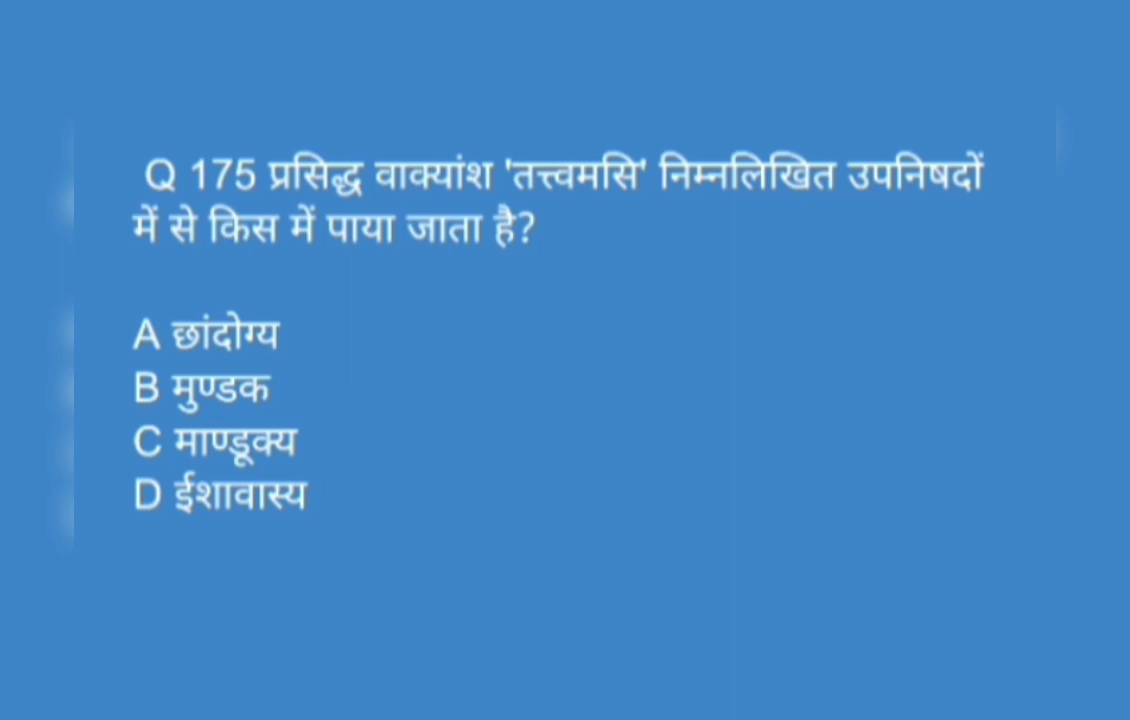 Q 175 प्रसिद्ध वाक्यांश 'तत्त्वमसि' निम्नलिखित उपनिषदों
में से किस में पाया जाता है?
A छांदोग्य
B मुण्डक
C माण्डूक्य
D ईशावास्य